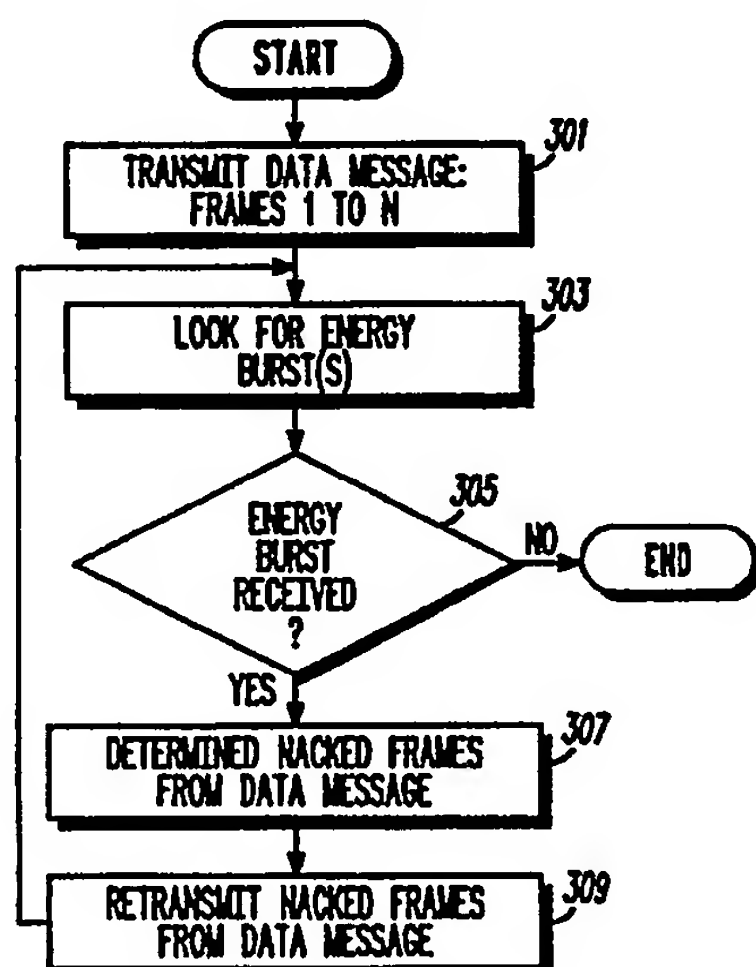 START
301
TRANSMIT DATA MESSAGE:
FRAMES 1 TO N
303
LOOK FOR ENERGY
BURST(S)
305
ENERGY
BURST
RECEIVED
?
NO
END
YES
307
DETERMINED NACKED FRAMES
FROM DATA MESSAGE
309
RETRANSMIT NACKED FRAMES
FROM DATA MESSAGE